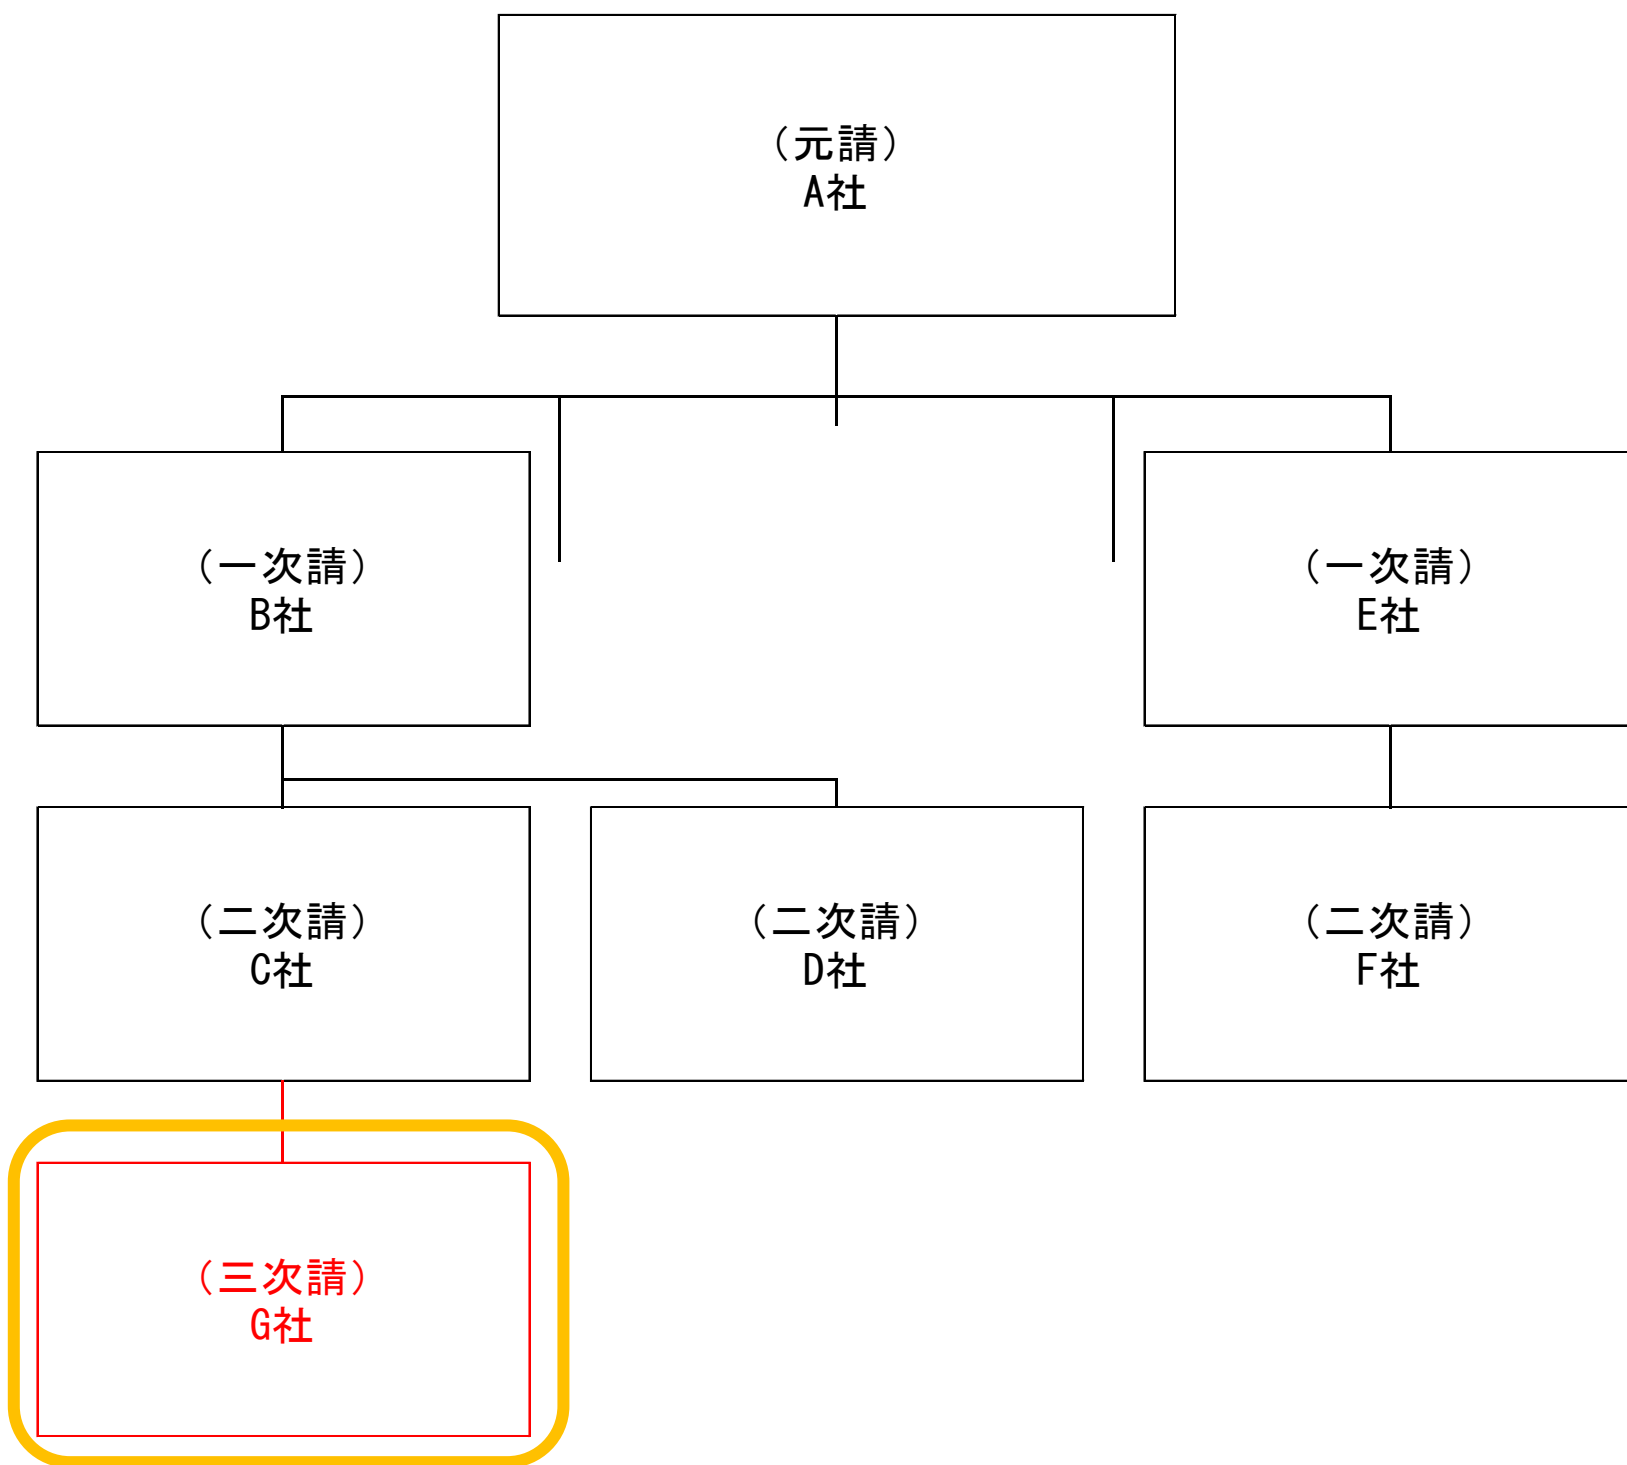 （元請）
A社
（一次請）
B社
（一次請）
E社
（二次請）
C社
（二次請）
D社
（二次請）
F社
（三次請）
G社